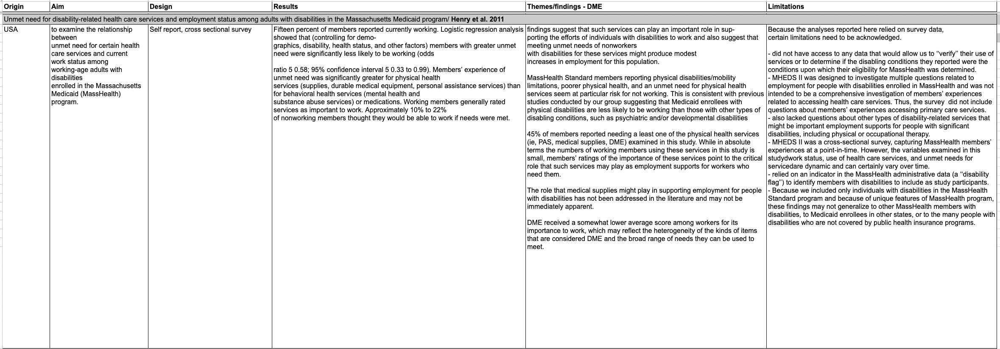 Origin
Aim
Design
Results
Themes/findings - DME
Limitations
Unmet need for disability-related health care services and employment status among adults with disabilities in the Massachusetts Medicaid program/ Henry et al. 2011
USA
to examine the relationship
between
unmet need for certain health
care services and current
work status among
working-age adults with
disabilities
enrolled in the Massachusetts
Medicaid (MassHealth)
program.
Self report, cross sectional survey
Fifteen percent of members reported currently working. Logistic regression analysis
showed that (controlling for demo-
graphics, disability, health status, and other factors) members with greater unmet
need were significantly less likely to be working (odds
ratio 5 0.58; 95% confidence interval 5 0.33 to 0.99). Members’ experience of
unmet need was significantly greater for physical health
services (supplies, durable medical equipment, personal assistance services) than
for behavioral health services (mental health and
substance abuse services) or medications. Working members generally rated
services as important to work. Approximately 10% to 22%
of nonworking members thought they would be able to work if needs were met.
findings suggest that such services can play an important role in sup-
porting the efforts of individuals with disabilities to work and also suggest that
meeting unmet needs of nonworkers
with disabilities for these services might produce modest
increases in employment for this population.
MassHealth Standard members reporting physical disabilities/mobility
limitations, poorer physical health, and an unmet need for physical health
services seem at particular risk for not working. This is consistent with previous
studies conducted by our group suggesting that Medicaid enrollees with
physical disabilities are less likely to be working than those with other types of
disabling conditions, such as psychiatric and/or developmental disabilities
45% of members reported needing a least one of the physical health services
(ie, PAS, medical supplies, DME) examined in this study. While in absolute
terms the numbers of working members using these services in this study is
small, members’ ratings of the importance of these services point to the critical
role that such services may play as employment supports for workers who
need them.
The role that medical supplies might play in supporting employment for people
with disabilities has not been addressed in the literature and may not be
immediately apparent.
DME received a somewhat lower average score among workers for its
importance to work, which may reflect the heterogeneity of the kinds of items
that are considered DME and the broad range of needs they can be used to
meet.
Because the analyses reported here relied on survey data,
certain limitations need to be acknowledged.
- did not have access to any data that would allow us to ‘‘verify’’ their use of
services or to determine if the disabling conditions they reported were the
conditions upon which their eligibility for MassHealth was determined.
- MHEDS II was designed to investigate multiple questions related to
employment for people with disabilities enrolled in MassHealth and was not
intended to be a comprehensive investigation of members’ experiences
related to accessing health care services. Thus, the survey  did not include
questions about members’ experiences accessing primary care services.
- also lacked questions about other types of disability-related services that
might be important employment supports for people with significant
disabilities, including physical or occupational therapy.
- MHEDS II was a cross-sectional survey, capturing MassHealth members’
experiences at a point-in-time. However, the variables examined in this
studydwork status, use of health care services, and unmet needs for
servicedare dynamic and can certainly vary over time.
- relied on an indicator in the MassHealth administrative data (a ‘‘disability
flag’’) to identify members with disabilities to include as study participants.
- Because we included only individuals with disabilities in the MassHealth
Standard program and because of unique features of MassHealth program,
these findings may not generalize to other MassHealth members with
disabilities, to Medicaid enrollees in other states, or to the many people with
disabilities who are not covered by public health insurance programs.